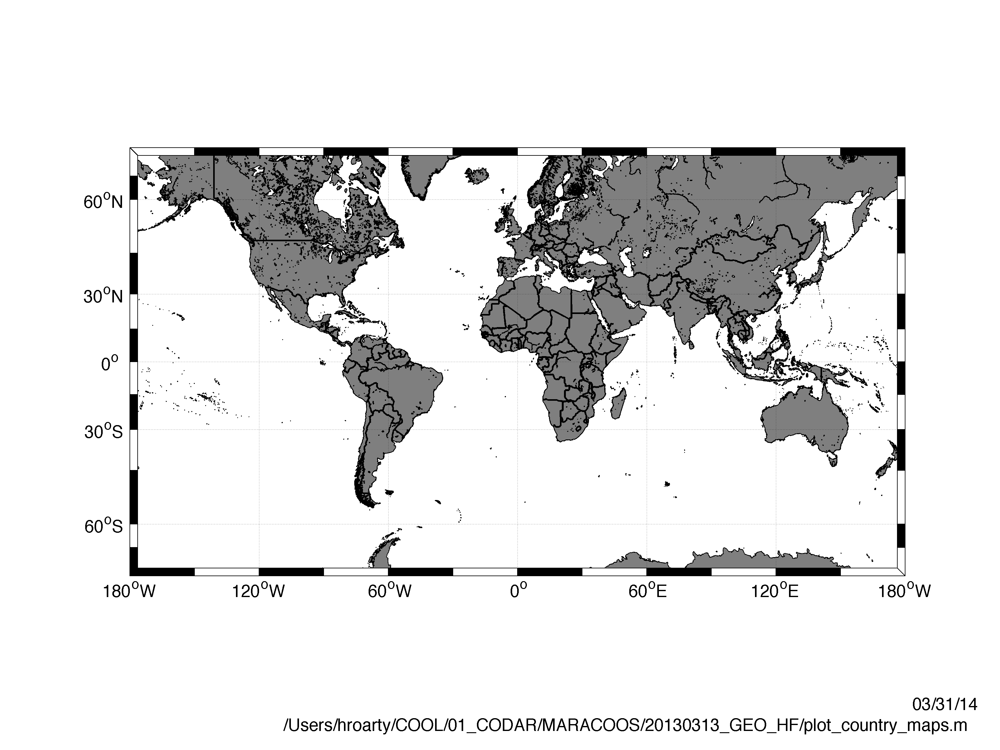 60°N
30°N
0°
30°S
60°S
180°W 120°W 60°W 0° 60°E 120°E 180°W
03/31/14
/Users/hroarty/COOL/01_CODAR/MARACOOS/20130313_GEO_HF/plot_country_maps.m